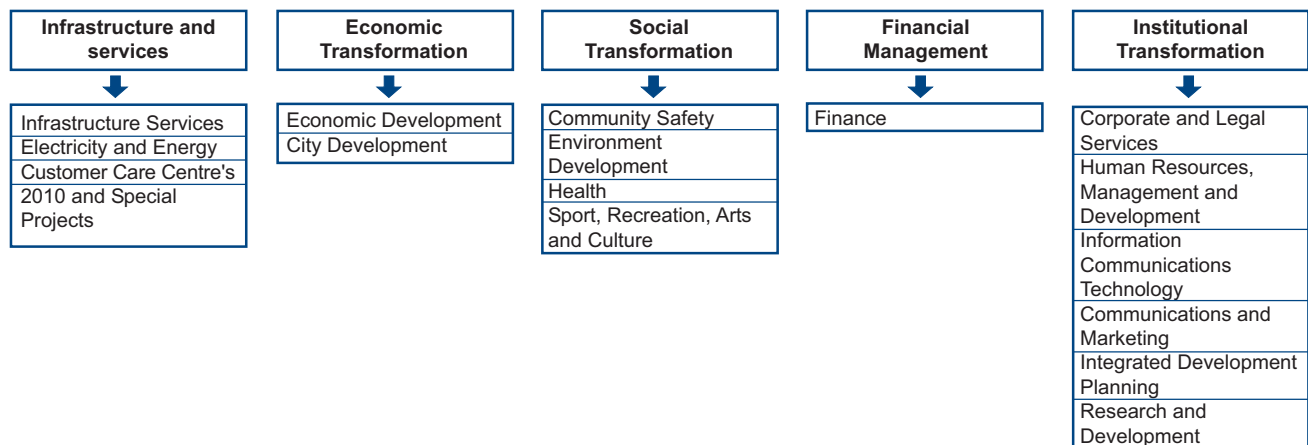 Infrastructure and
services
Infrastructure Services
Electricity and Energy
Customer Care Centre's
2010 and Special
Projects
Economic
Transformation
Economic Development
City Development
Social
Transformation
Community Safety
Environment
Development
Health
Sport, Recreation, Arts
and Culture
Financial
Management
Finance
Institutional
Transformation
Corporate and Legal
Services
Human Resources,
Management and
Development
Information
Communications
Technology
Communications and
Marketing
Integrated Development
Planning
Research and
Development